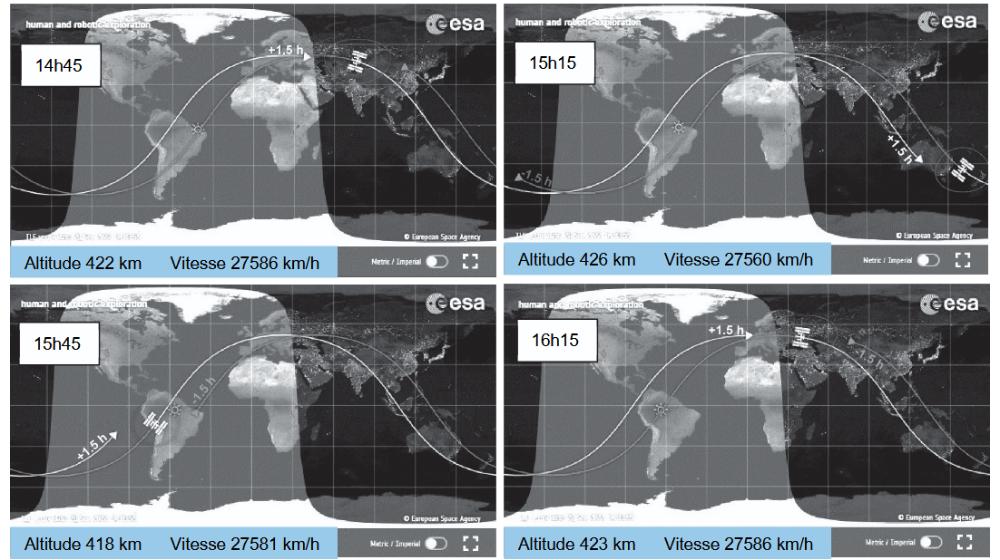 human and robotic exploration
esa
14h45
+1.5 h
© European Space Agency
Altitude 422 km Vitesse 27586 km/h
Metric / Imperial
human and robotic exploration
esa
15h15
+1.5 h
-1.5 h
© European Space Agency
Altitude 426 km Vitesse 27560 km/h
Metric / Imperial
human and robotic exploration
esa
15h45
-1.5 h
+1.5 h
© European Space Agency
Altitude 418 km Vitesse 27581 km/h
Metric / Imperial
human and robotic exploration
esa
16h15
+1.5 h
-1.5 h
© European Space Agency
Altitude 423 km Vitesse 27586 km/h
Metric / Imperial